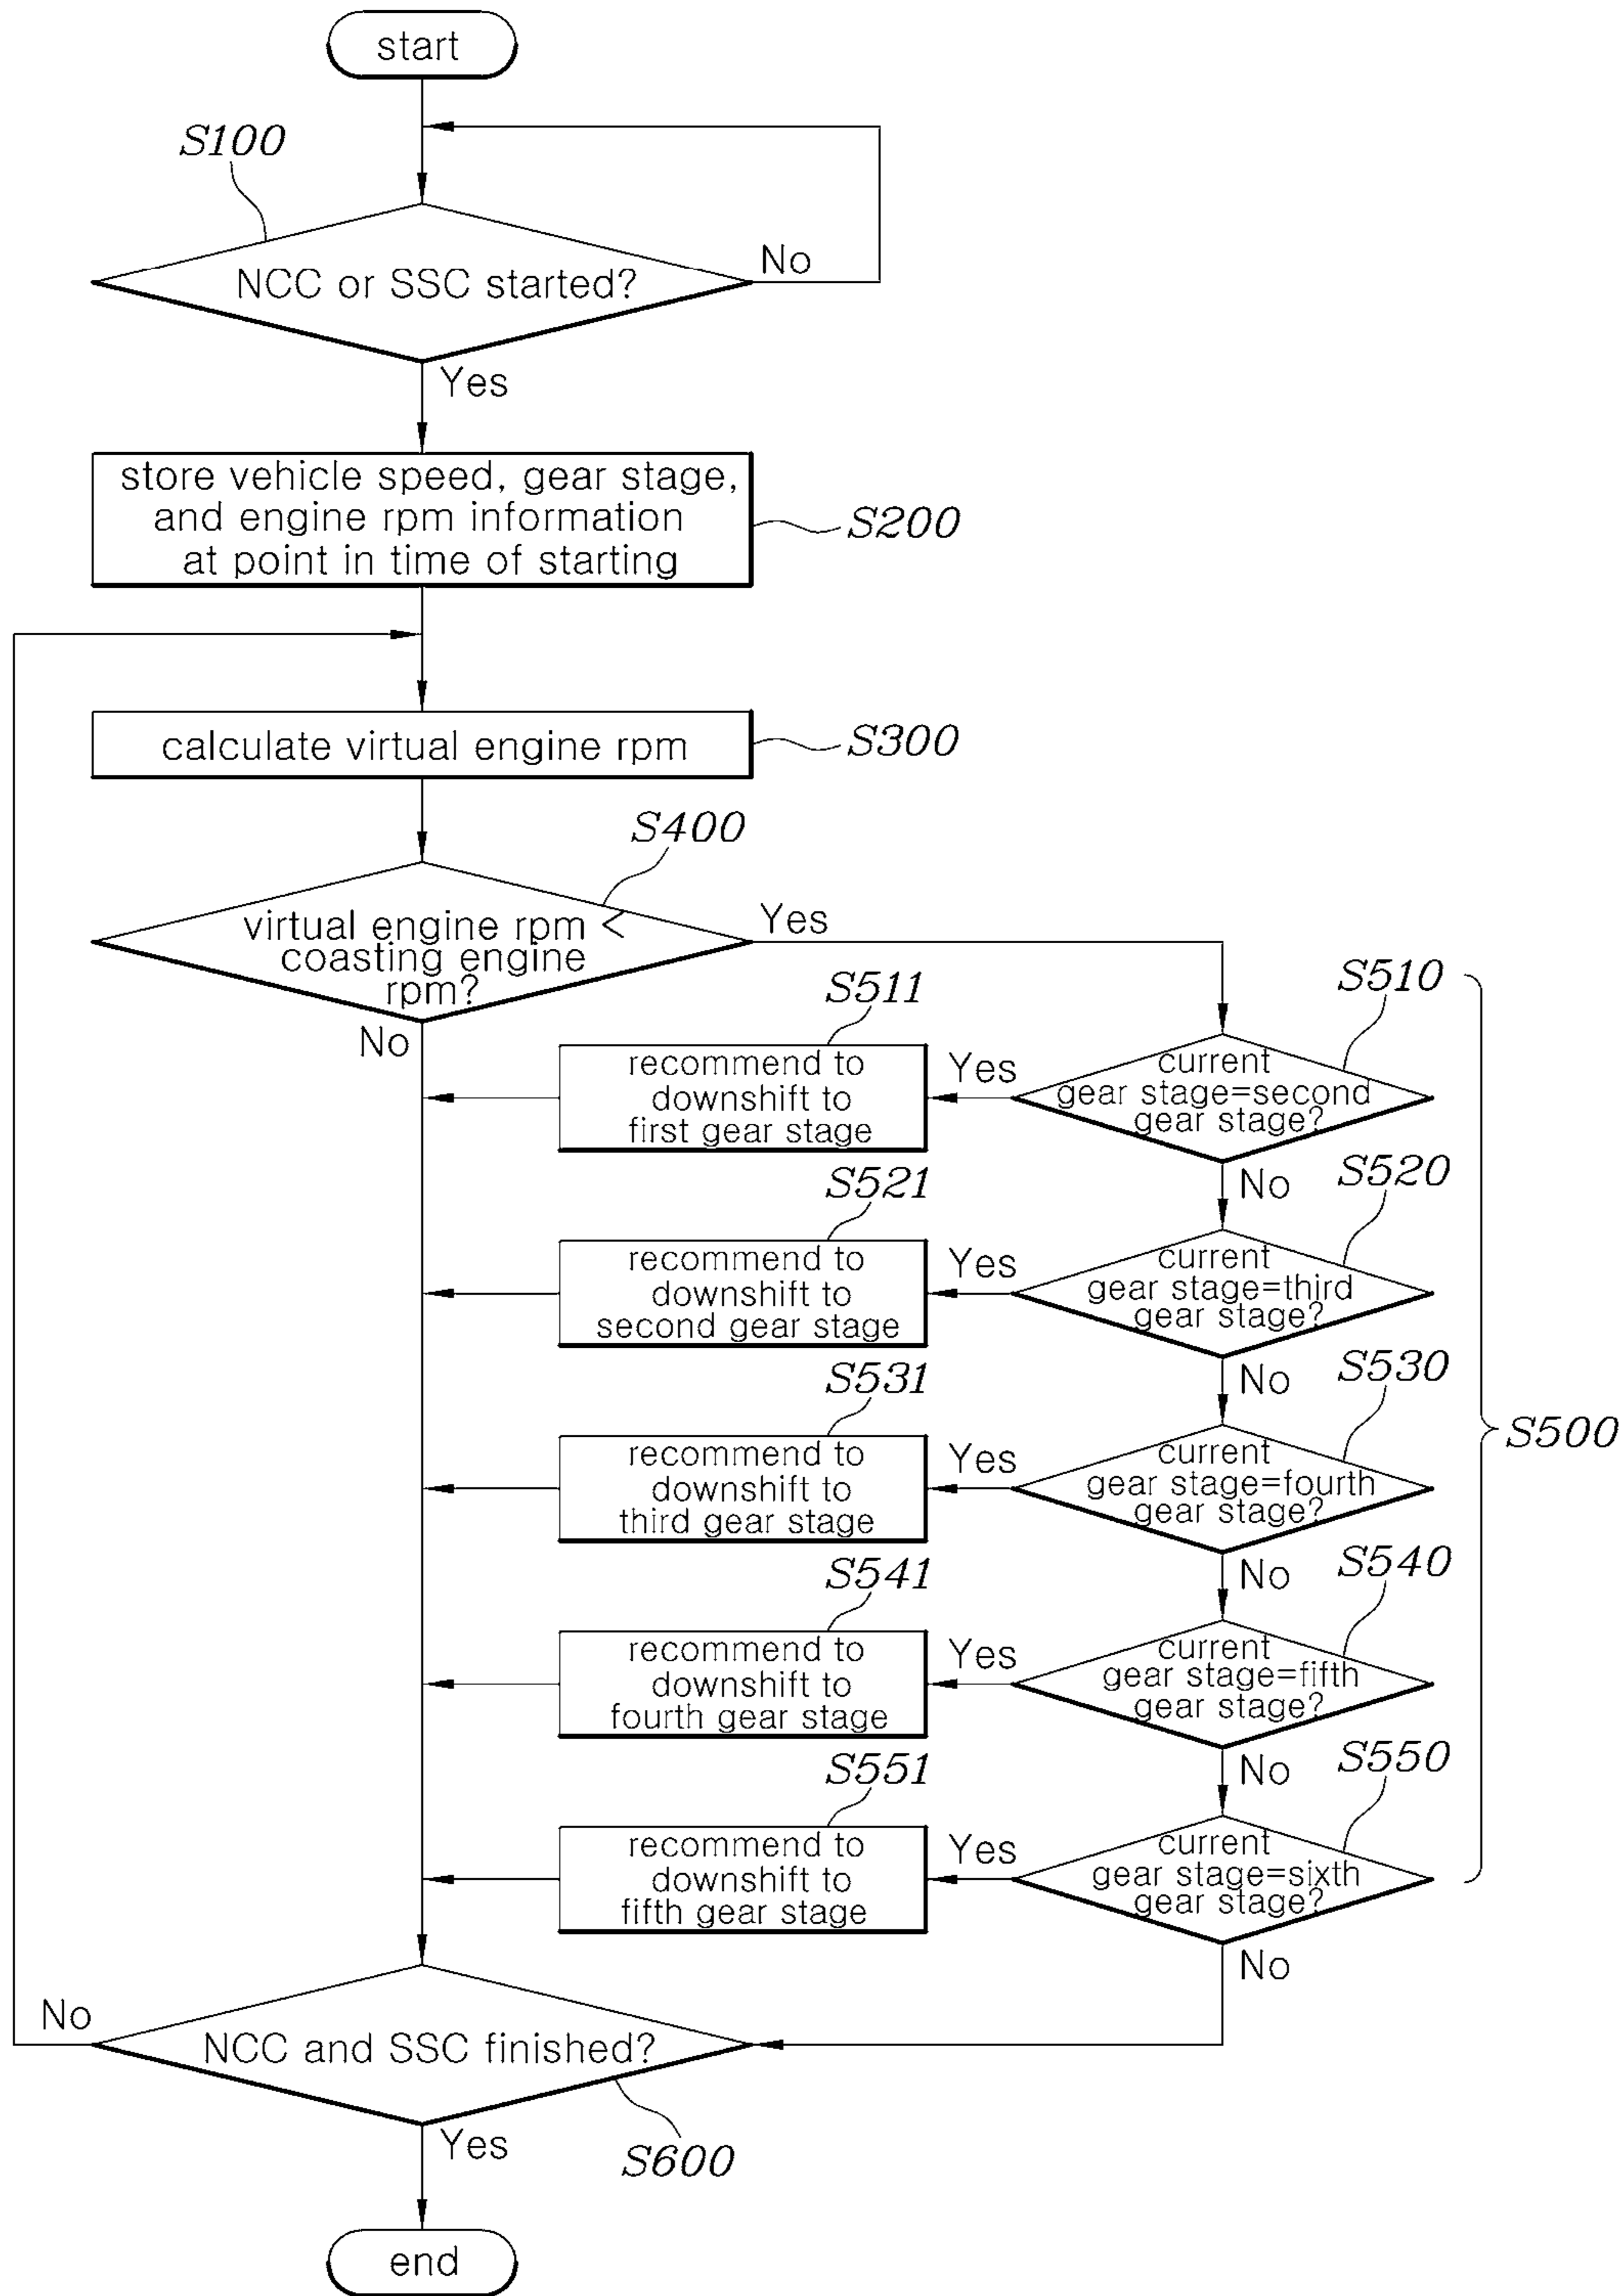 start
S100
NCC or SSC started?
No
Yes
store vehicle speed, gear stage,
and engine rpm information
at point in time of starting
S200
calculate virtual engine rpm
S300
S400
virtual engine rpm <
coasting engine
rpm?
Yes
No
S510
current
gear stage=second
gear stage?
Yes
S511
recommend to
downshift to
first gear stage
No
S520
current
gear stage=third
gear stage?
Yes
S521
recommend to
downshift to
second gear stage
No
S530
current
gear stage=fourth
gear stage?
Yes
S531
recommend to
downshift to
third gear stage
S500
No
S540
current
gear stage=fifth
gear stage?
Yes
S541
recommend to
downshift to
fourth gear stage
No
S550
current
gear stage=sixth
gear stage?
Yes
S551
recommend to
downshift to
fifth gear stage
No
No
NCC and SSC finished?
Yes
S600
end